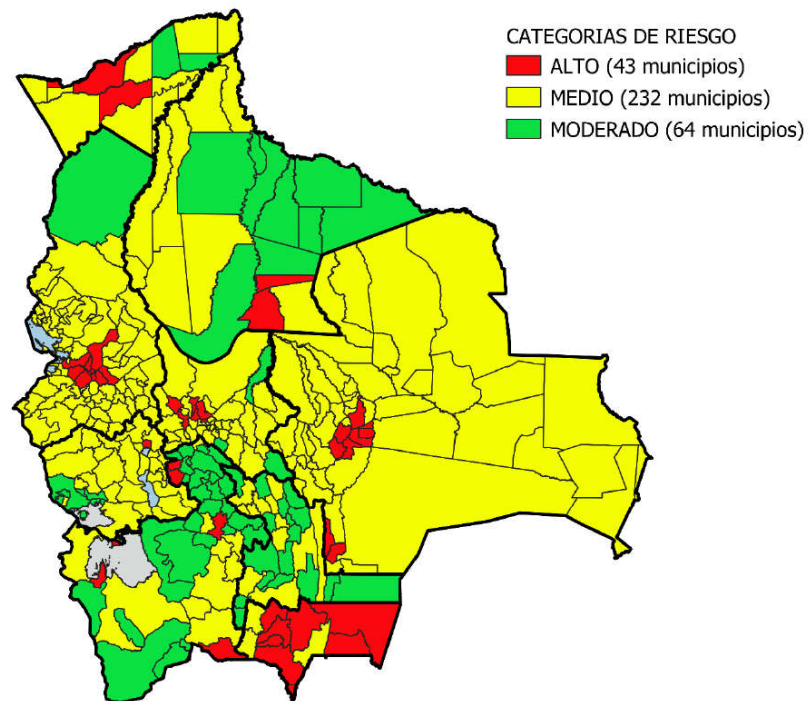 CATEGORIAS DE RIESGO
ALTO (43 municipios)
MEDIO (232 municipios)
MODERADO (64 municipios)